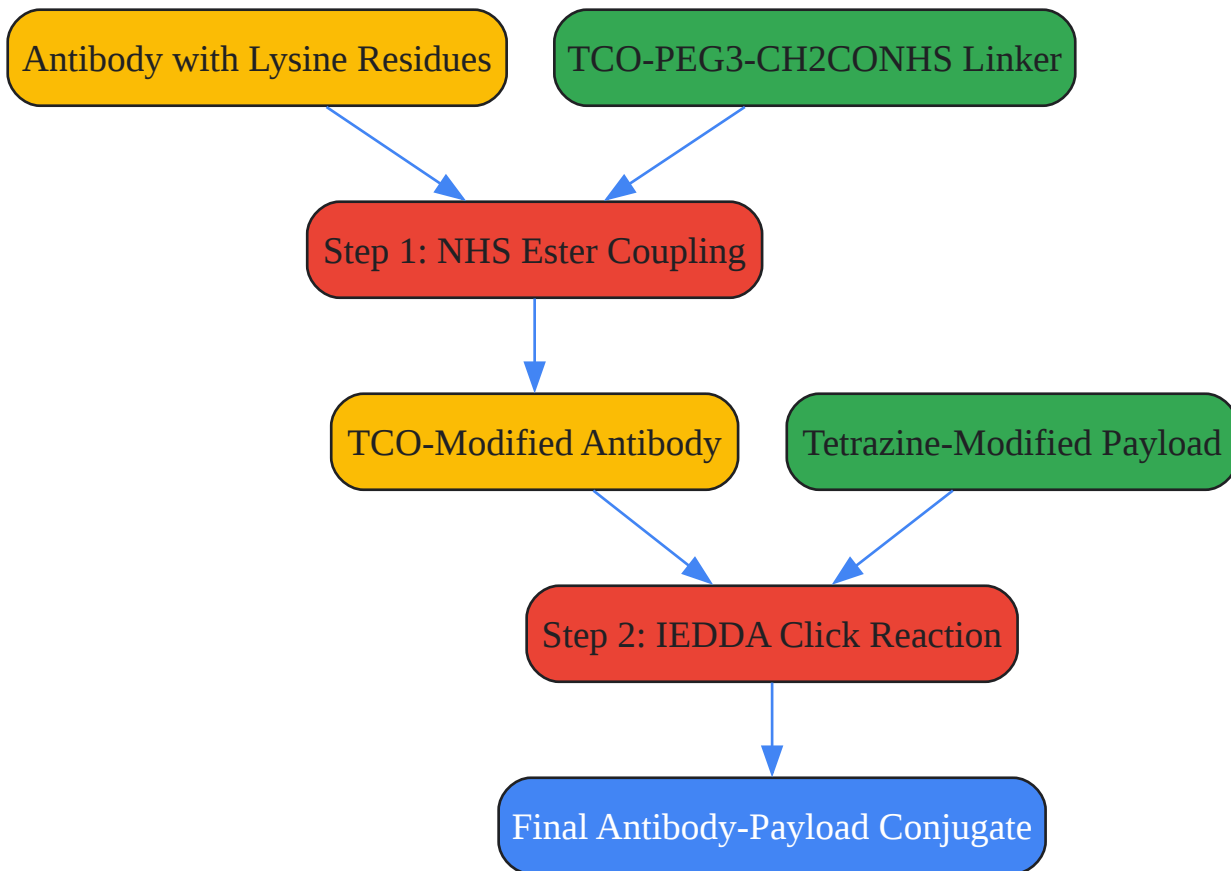 Antibody with Lysine Residues
TCO-PEG3-CH2CONHS Linker
Step 1: NHS Ester Coupling
TCO-Modified Antibody
Tetrazine-Modified Payload
Step 2: IEDDA Click Reaction
Final Antibody-Payload Conjugate